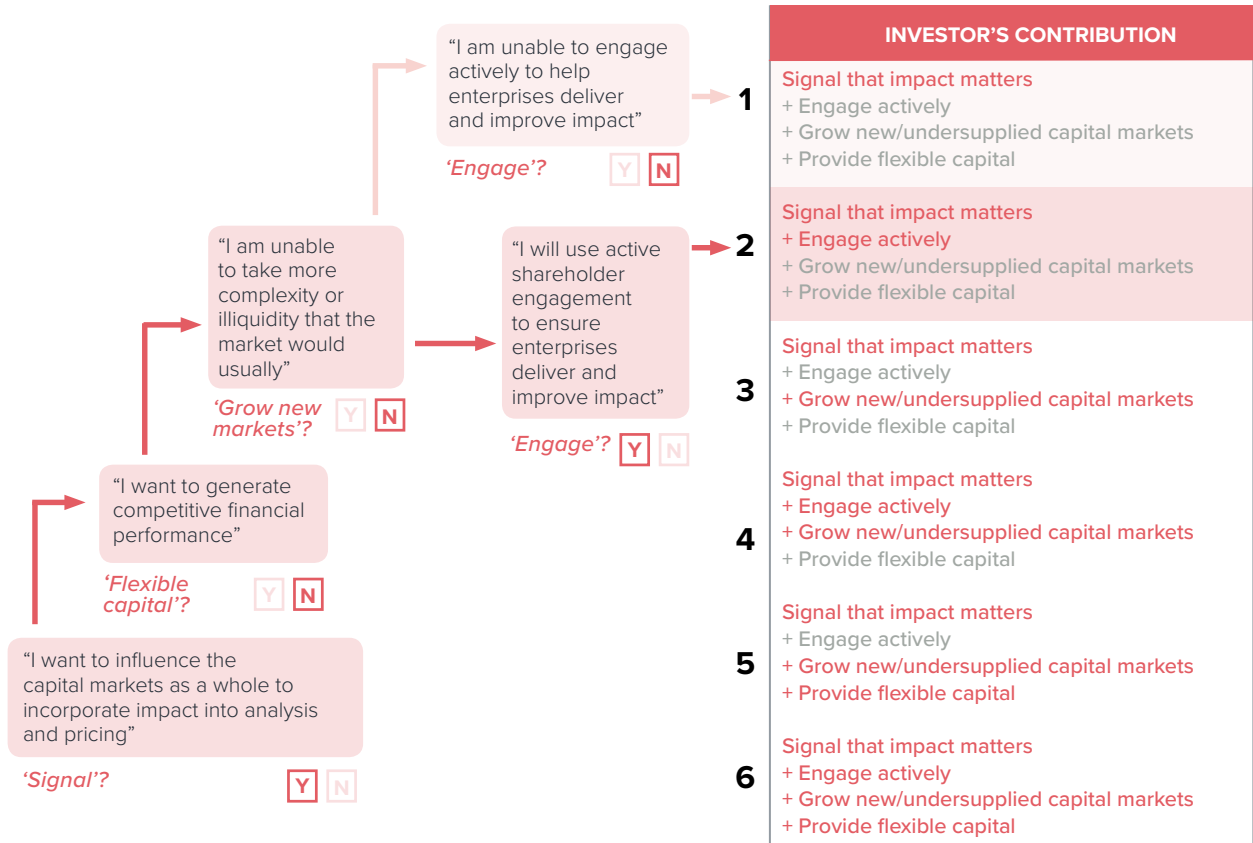 “I am unable to engage
actively to help
enterprises deliver
and improve impact”
‘Engage’?
Y N
“I am unable
to take more
complexity or
illiquidity that the
market would
usually”
‘Grow new
markets’?
Y N
“I will use active
shareholder
engagement
to ensure
enterprises
deliver and
improve impact”
‘Engage’?
Y N
“I want to generate
competitive financial
performance”
‘Flexible
capital’?
Y N
“I want to influence the
capital markets as a whole to
incorporate impact into analysis
and pricing”
‘Signal’?
Y N
INVESTOR’S CONTRIBUTION
1
Signal that impact matters
+ Engage actively
+ Grow new/undersupplied capital markets
+ Provide flexible capital
2
Signal that impact matters
+ Engage actively
+ Grow new/undersupplied capital markets
+ Provide flexible capital
3
Signal that impact matters
+ Engage actively
+ Grow new/undersupplied capital markets
+ Provide flexible capital
4
Signal that impact matters
+ Engage actively
+ Grow new/undersupplied capital markets
+ Provide flexible capital
5
Signal that impact matters
+ Engage actively
+ Grow new/undersupplied capital markets
+ Provide flexible capital
6
Signal that impact matters
+ Engage actively
+ Grow new/undersupplied capital markets
+ Provide flexible capital